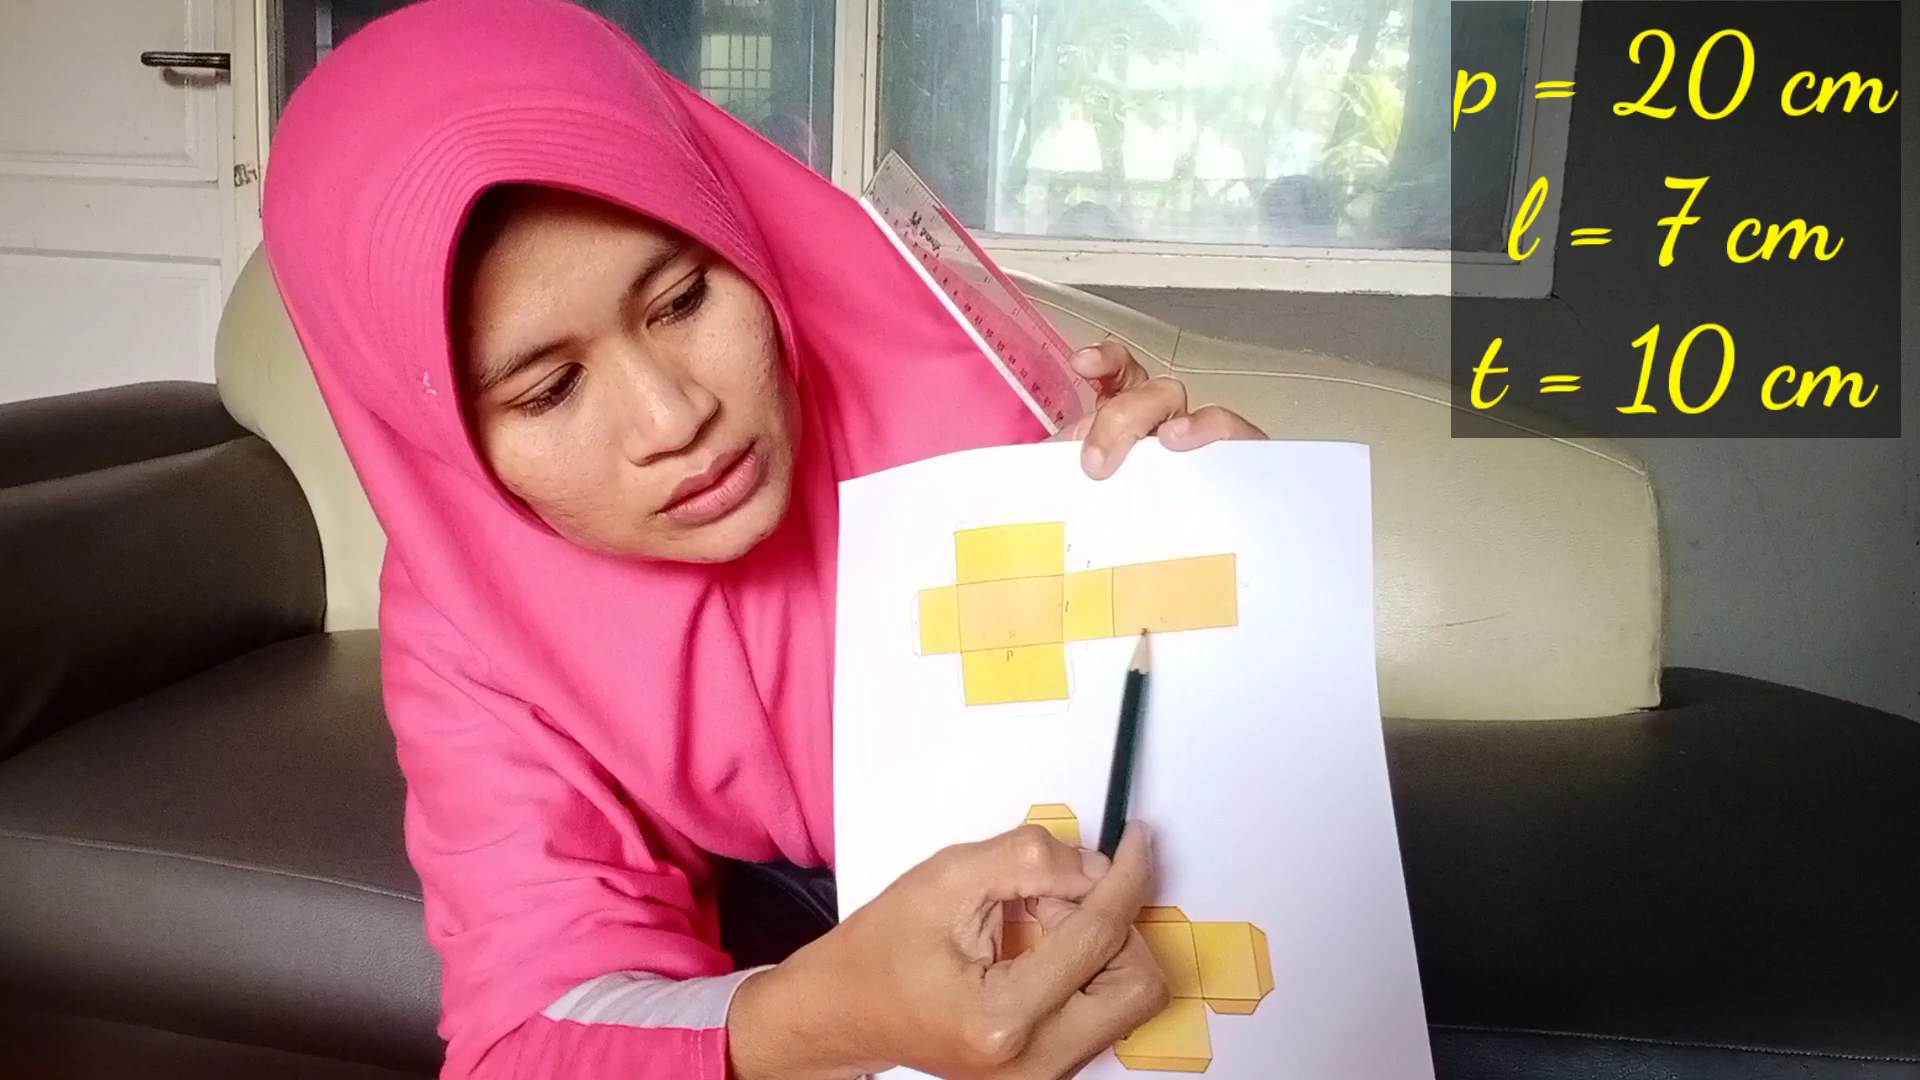 p = 20 cm
l = 7 cm
t = 10 cm
p